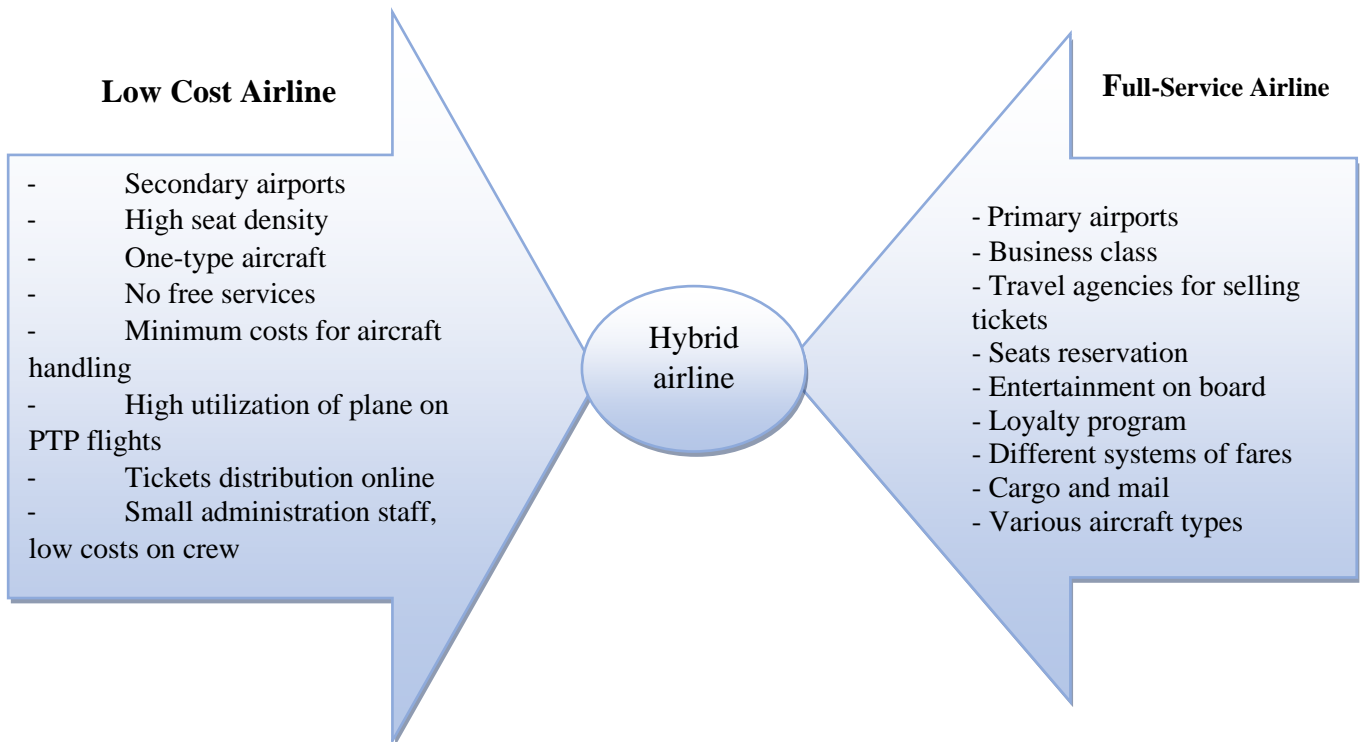 Low Cost Airline
- Secondary airports
- High seat density
- One-type aircraft
- No free services
- Minimum costs for aircraft
handling
- High utilization of plane on
PTP flights
- Tickets distribution online
- Small administration staff,
low costs on crew
Hybrid
airline
Full-Service Airline
- Primary airports
- Business class
- Travel agencies for selling
tickets
- Seats reservation
- Entertainment on board
- Loyalty program
- Different systems of fares
- Cargo and mail
- Various aircraft types